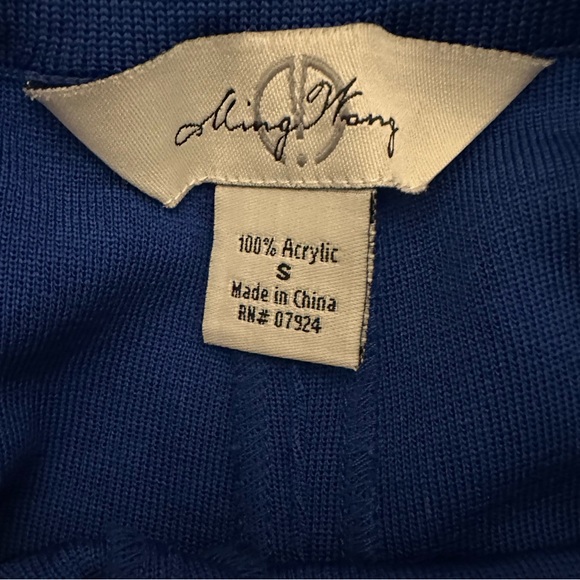 Ming Wang
100% Acrylic
S
Made in China
RN# 07924